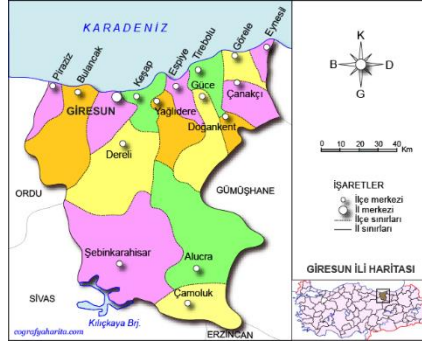 KARADENİZ
Piraziz
Bulancak
Keşap
Espiye
Tirebolu
Görele
Eynesil
GİRESUN
Yağlıdere
Güce
Çanakçı
Doğankent
Dereli
ORDU
GÜMÜŞHANE
Şebinkarahisar
Alucra
SİVAS
Kılıçkaya Brj.
Çamoluk
ERZİNCAN
cografyaharita.com
K
B
D
G
0 10 20 30 40
Km
İŞARETLER
İlçe merkezi
İl merkezi
İlçe sınırları
İl sınırları
GİRESUN İLİ HARİTASI